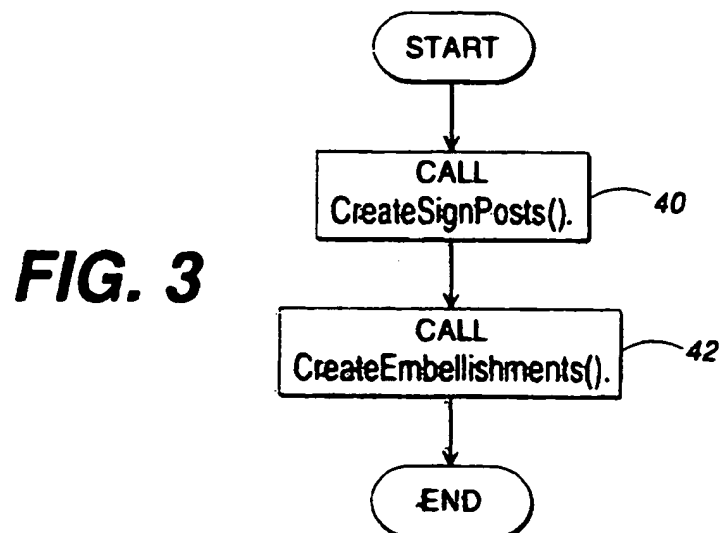 START
CALL
CreateSignPosts().
40
FIG. 3
CALL
CreateEmbellishments().
42
END